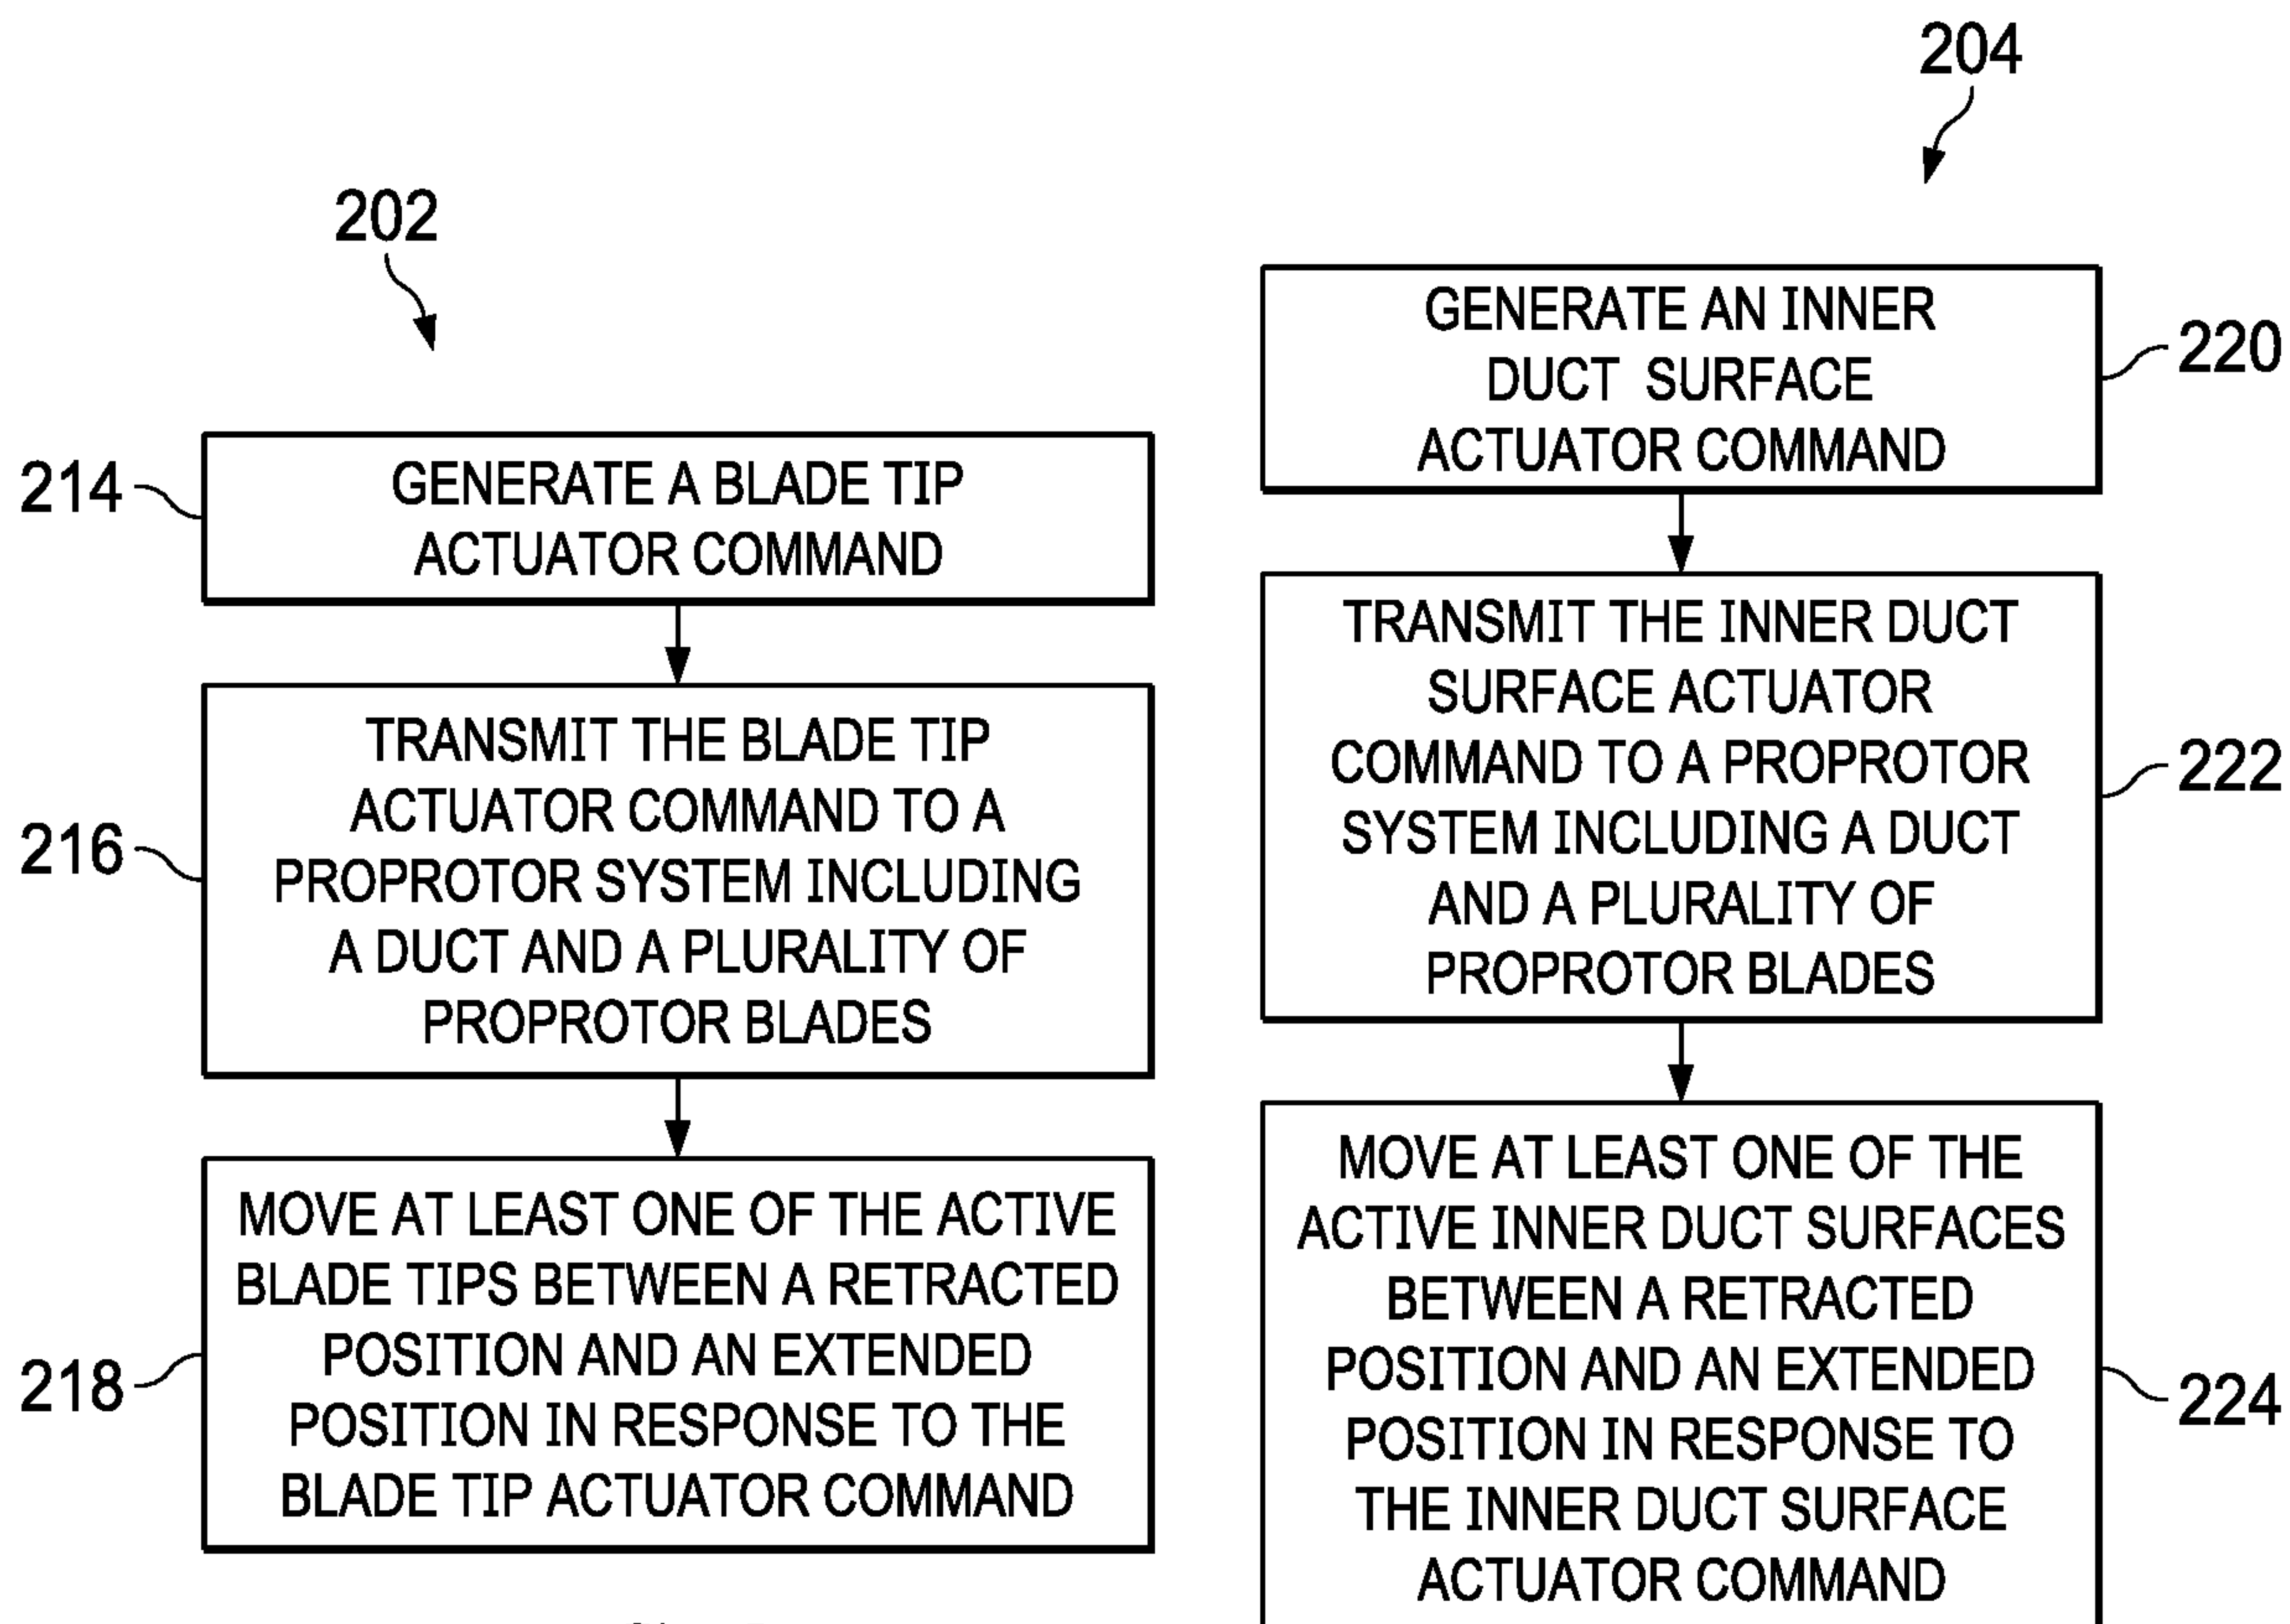 202
214
GENERATE A BLADE TIP
ACTUATOR COMMAND
216
TRANSMIT THE BLADE TIP
ACTUATOR COMMAND TO A
PROPROTOR SYSTEM INCLUDING
A DUCT AND A PLURALITY OF
PROPROTOR BLADES
218
MOVE AT LEAST ONE OF THE ACTIVE
BLADE TIPS BETWEEN A RETRACTED
POSITION AND AN EXTENDED
POSITION IN RESPONSE TO THE
BLADE TIP ACTUATOR COMMAND
204
GENERATE AN INNER
DUCT SURFACE
ACTUATOR COMMAND
220
TRANSMIT THE INNER DUCT
SURFACE ACTUATOR
COMMAND TO A PROPROTOR
SYSTEM INCLUDING A DUCT
AND A PLURALITY OF
PROPROTOR BLADES
222
MOVE AT LEAST ONE OF THE
ACTIVE INNER DUCT SURFACES
BETWEEN A RETRACTED
POSITION AND AN EXTENDED
POSITION IN RESPONSE TO
THE INNER DUCT SURFACE
ACTUATOR COMMAND
224